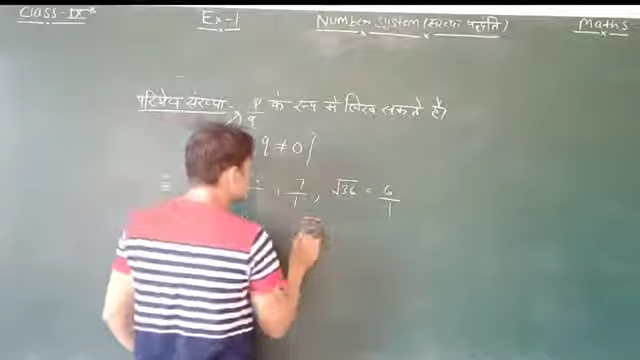 Class-IXth Ex-1 Number System (संख्या पद्धति) Maths
परिमेय संख्या - p/q के रूप में लिख सकते हैं।
q ≠ 0
7/1, √36 = 6/1